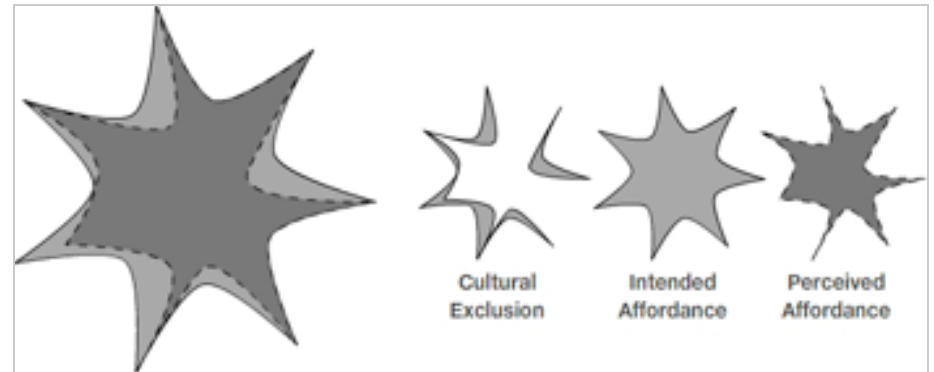 Cultural
Exclusion
Intended
Affordance
Perceived
Affordance